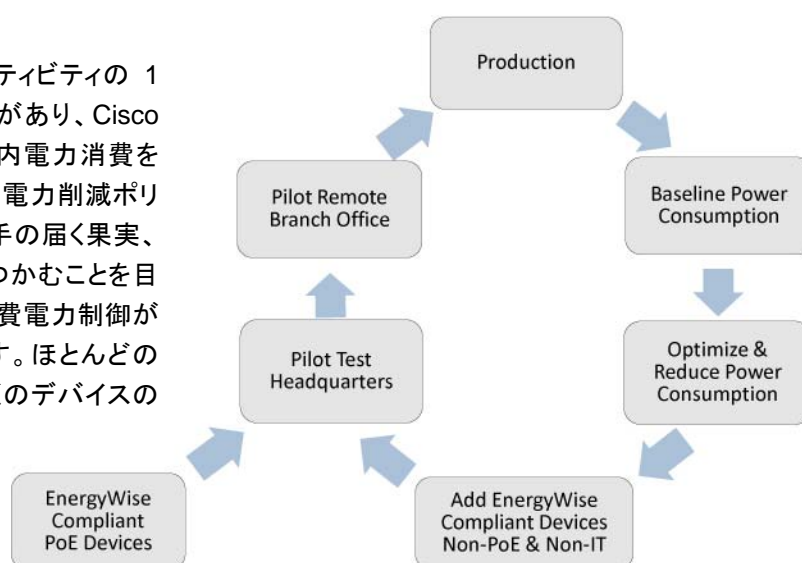 ティビティの 1
があり、Cisco
内電力消費を
電力削減ポリ
手の届く果実、
つかむことを目
費電力制御が
す。ほとんどの
のデバイスの
Production
Baseline Power
Consumption
Optimize &
Reduce Power
Consumption
Add EnergyWise
Compliant Devices
Non-PoE & Non-IT
EnergyWise
Compliant
PoE Devices
Pilot Test
Headquarters
Pilot Remote
Branch Office